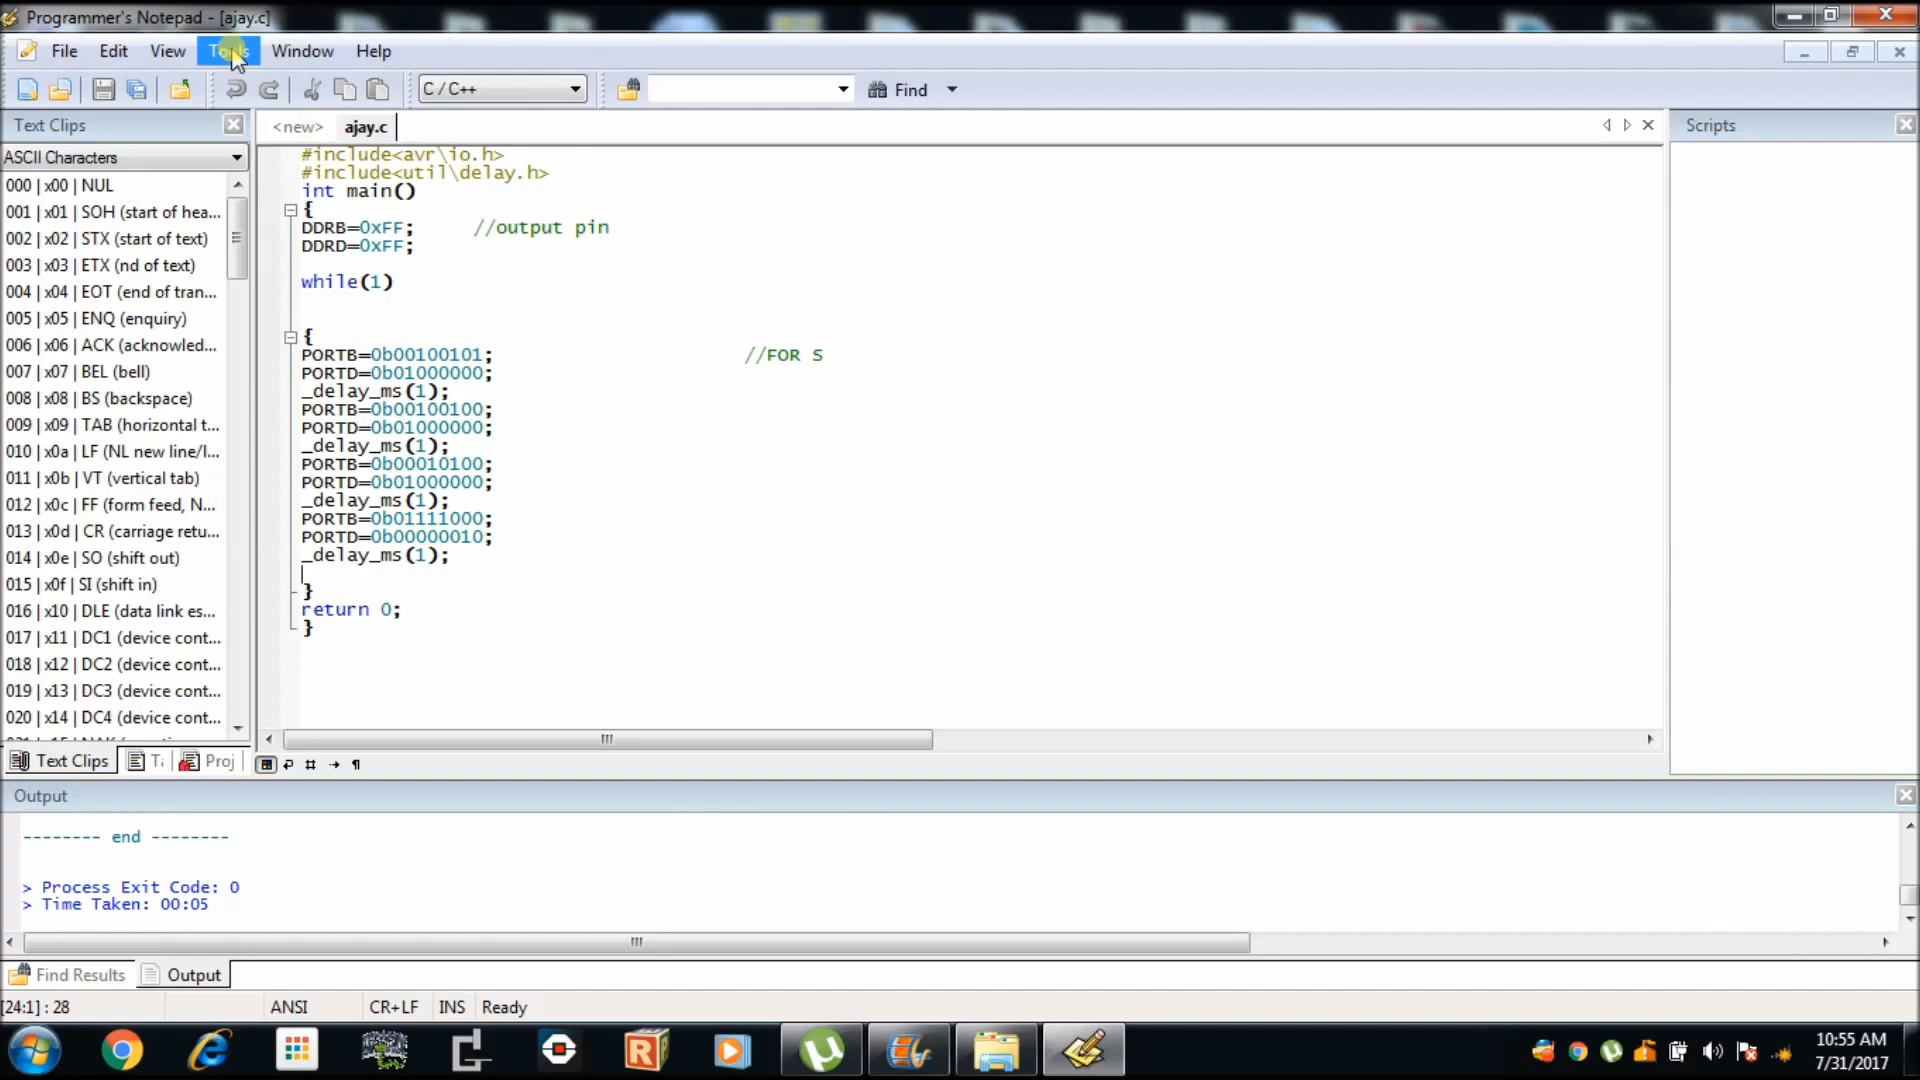 Programmer's Notepad - [ajay.c]
File Edit View Tools Window Help
C / C++ Find
Text Clips
<new> ajay.c
Scripts
ASCII Characters
000 | x00 | NUL
001 | x01 | SOH (start of hea...
002 | x02 | STX (start of text)
003 | x03 | ETX (nd of text)
004 | x04 | EOT (end of tran...
005 | x05 | ENQ (enquiry)
006 | x06 | ACK (acknowled...
007 | x07 | BEL (bell)
008 | x08 | BS (backspace)
009 | x09 | TAB (horizontal t...
010 | x0a | LF (NL new line/l...
011 | x0b | VT (vertical tab)
012 | x0c | FF (form feed, N...
013 | x0d | CR (carriage retu...
014 | x0e | SO (shift out)
015 | x0f | SI (shift in)
016 | x10 | DLE (data link es...
017 | x11 | DC1 (device cont...
018 | x12 | DC2 (device cont...
019 | x13 | DC3 (device cont...
020 | x14 | DC4 (device cont...
Text Clips Proj
#include<avr\io.h>
#include<util\delay.h>
int main()
{
DDRB=0xFF; //output pin
DDRD=0xFF;
while(1)
{
PORTB=0b00100101; //FOR S
PORTD=0b01000000;
_delay_ms(1);
PORTB=0b00100100;
PORTD=0b01000000;
_delay_ms(1);
PORTB=0b00010100;
PORTD=0b01000000;
_delay_ms(1);
PORTB=0b01111000;
PORTD=0b00000010;
_delay_ms(1);
}
return 0;
}
Output
-------- end --------
> Process Exit Code: 0
> Time Taken: 00:05
Find Results Output
[24:1] : 28 ANSI CR+LF INS Ready
10:55 AM
7/31/2017